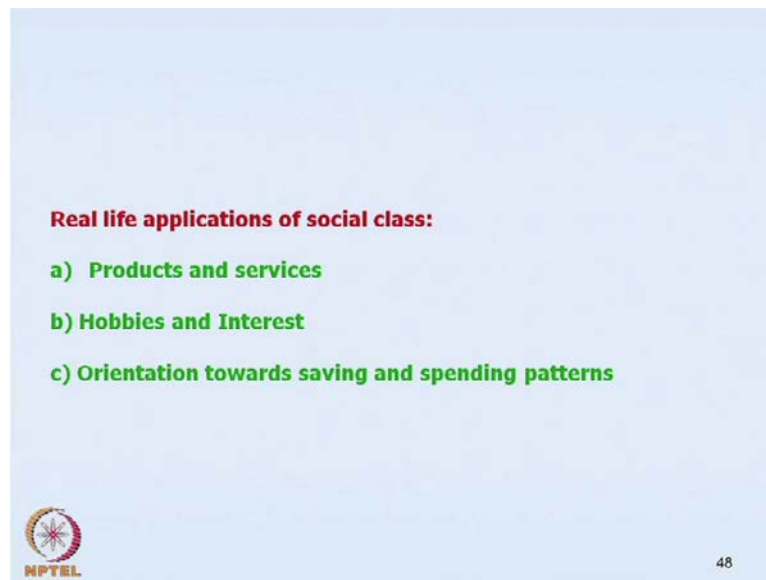 Real life applications of social class:
a) Products and services
b) Hobbies and Interest
c) Orientation towards saving and spending patterns
NPTEL
48